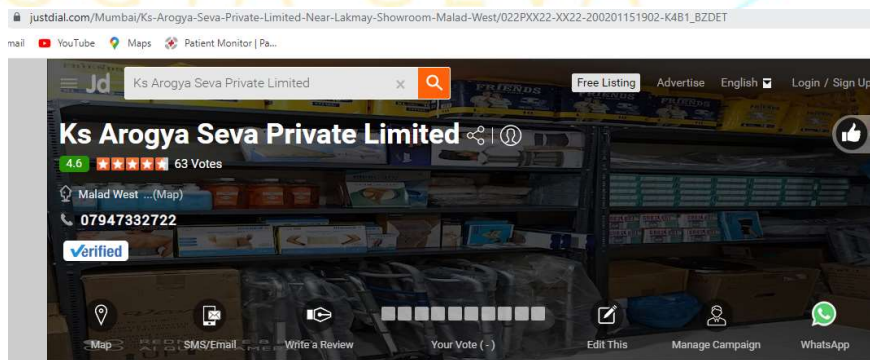 justdial.com/Mumbai/Ks-Arogya-Seva-Private-Limited-Near-Lakmay-Showroom-Malad-West/022PXX22-XX22-200201151902-K4B1_BZDET
mail YouTube Maps Patient Monitor | Pa...
Jd Ks Arogya Seva Private Limited × Free Listing Advertise English Login / Sign Up
FRIENDS
Ks Arogya Seva Private Limited
4.6 63 Votes
Malad West ...(Map)
07947332722
Verified
Map SMS/Email Write a Review Your Vote ( - ) Edit This Manage Campaign WhatsApp